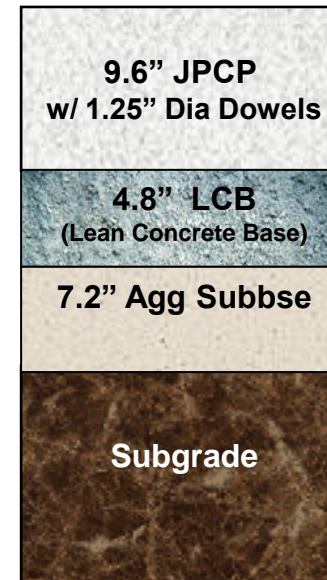 9.6” JPCP
w/ 1.25” Dia Dowels
4.8” LCB
(Lean Concrete Base)
7.2” Agg Subbse
Subgrade